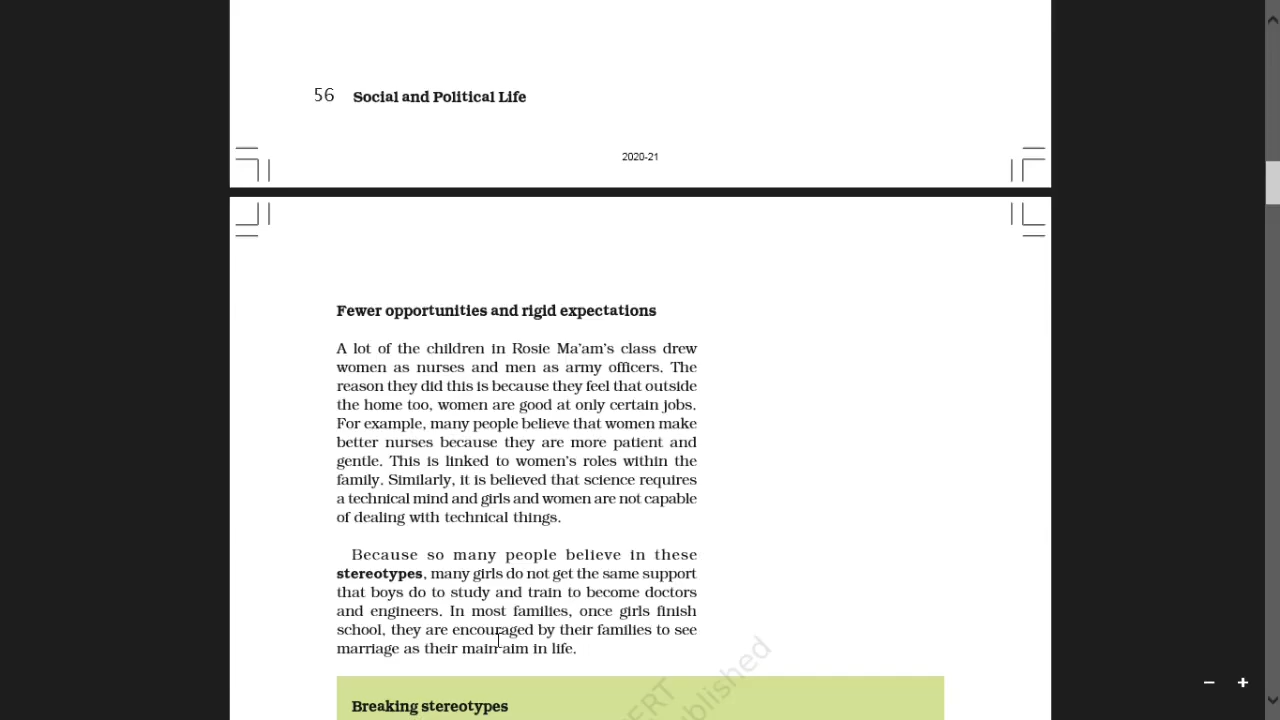 56 Social and Political Life
2020-21
Fewer opportunities and rigid expectations
A lot of the children in Rosie Ma'am's class drew
women as nurses and men as army officers. The
reason they did this is because they feel that outside
the home too, women are good at only certain jobs.
For example, many people believe that women make
better nurses because they are more patient and
gentle. This is linked to women's roles within the
family. Similarly, it is believed that science requires
a technical mind and girls and women are not capable
of dealing with technical things.
Because so many people believe in these
stereotypes, many girls do not get the same support
that boys do to study and train to become doctors
and engineers. In most families, once girls finish
school, they are encouraged by their families to see
marriage as their main aim in life.
Breaking stereotypes